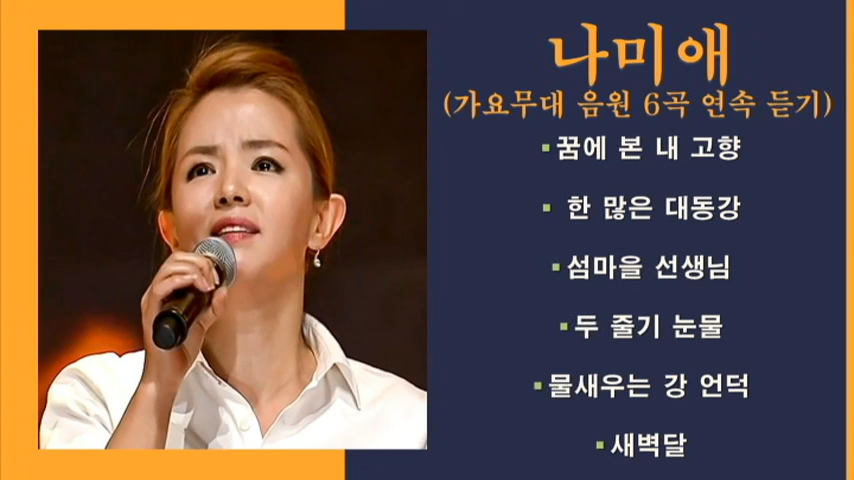 나미애
(가요무대 음원 6곡 연속 듣기)
▪꿈에 본 내 고향
▪ 한 많은 대동강
▪섬마을 선생님
▪두 줄기 눈물
▪물새우는 강 언덕
▪새벽달